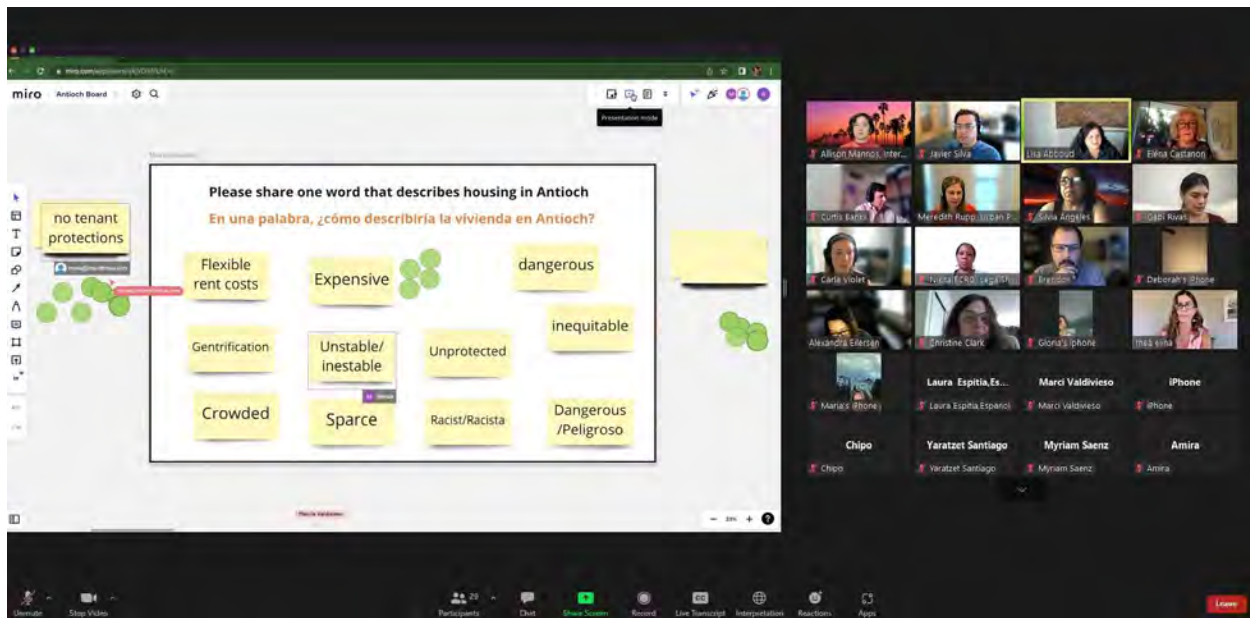 miro Antioch Board
Presentation mode
Please share one word that describes housing in Antioch
En una palabra, ¿cómo describiría la vivienda en Antioch?
no tenant
protections
Flexible
rent costs
Expensive
dangerous
inequitable
Gentrification
Unstable/
inestable
Unprotected
Crowded
Sparce
Racist/Racista
Dangerous
/Peligroso
Allison Mannos, Inter...
Javier Silva
Lisa Abboud
Elena Castanon
Curtis Banks
Meredith Rupp, Urban P...
Silvia Angeles
Gabi Rivas
Carla Violet
Brendon
Deborah's iPhone
Alexandra Eilersen
Christine Clark
Gloria's iphone
Maria's iPhone
Laura Espitia,Es...
Laura Espitia,Espanol
Marci Valdivieso
Marci Valdivieso
iPhone
iPhone
Chipo
Chipo
Yaratzet Santiago
Yaratzet Santiago
Myriam Saenz
Myriam Saenz
Amira
Amira
Unmute
Stop Video
Participants
29
Chat
Share Screen
Record
CC
Live Transcript
Interpretation
Reactions
Apps
Leave